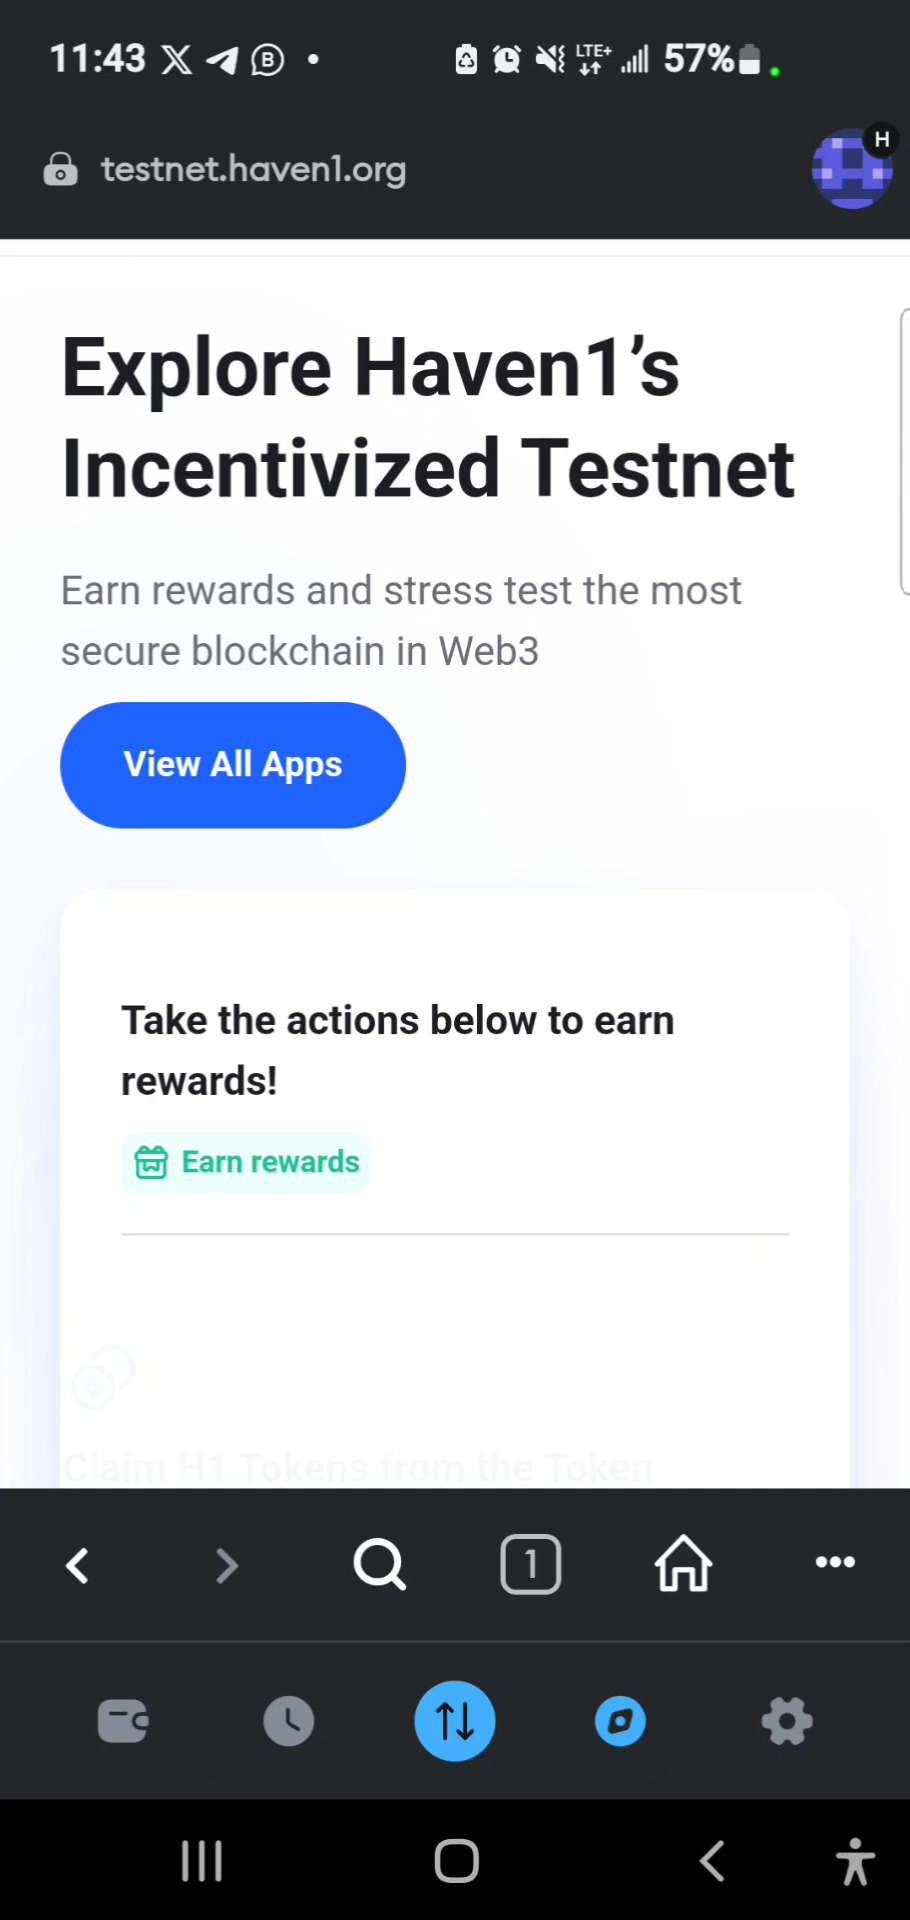 11:43 LTE+ 57%
testnet.haven1.org
H
Explore Haven1’s
Incentivized Testnet
Earn rewards and stress test the most
secure blockchain in Web3
View All Apps
Take the actions below to earn
rewards!
Earn rewards
Claim H1 Tokens from the Token
1